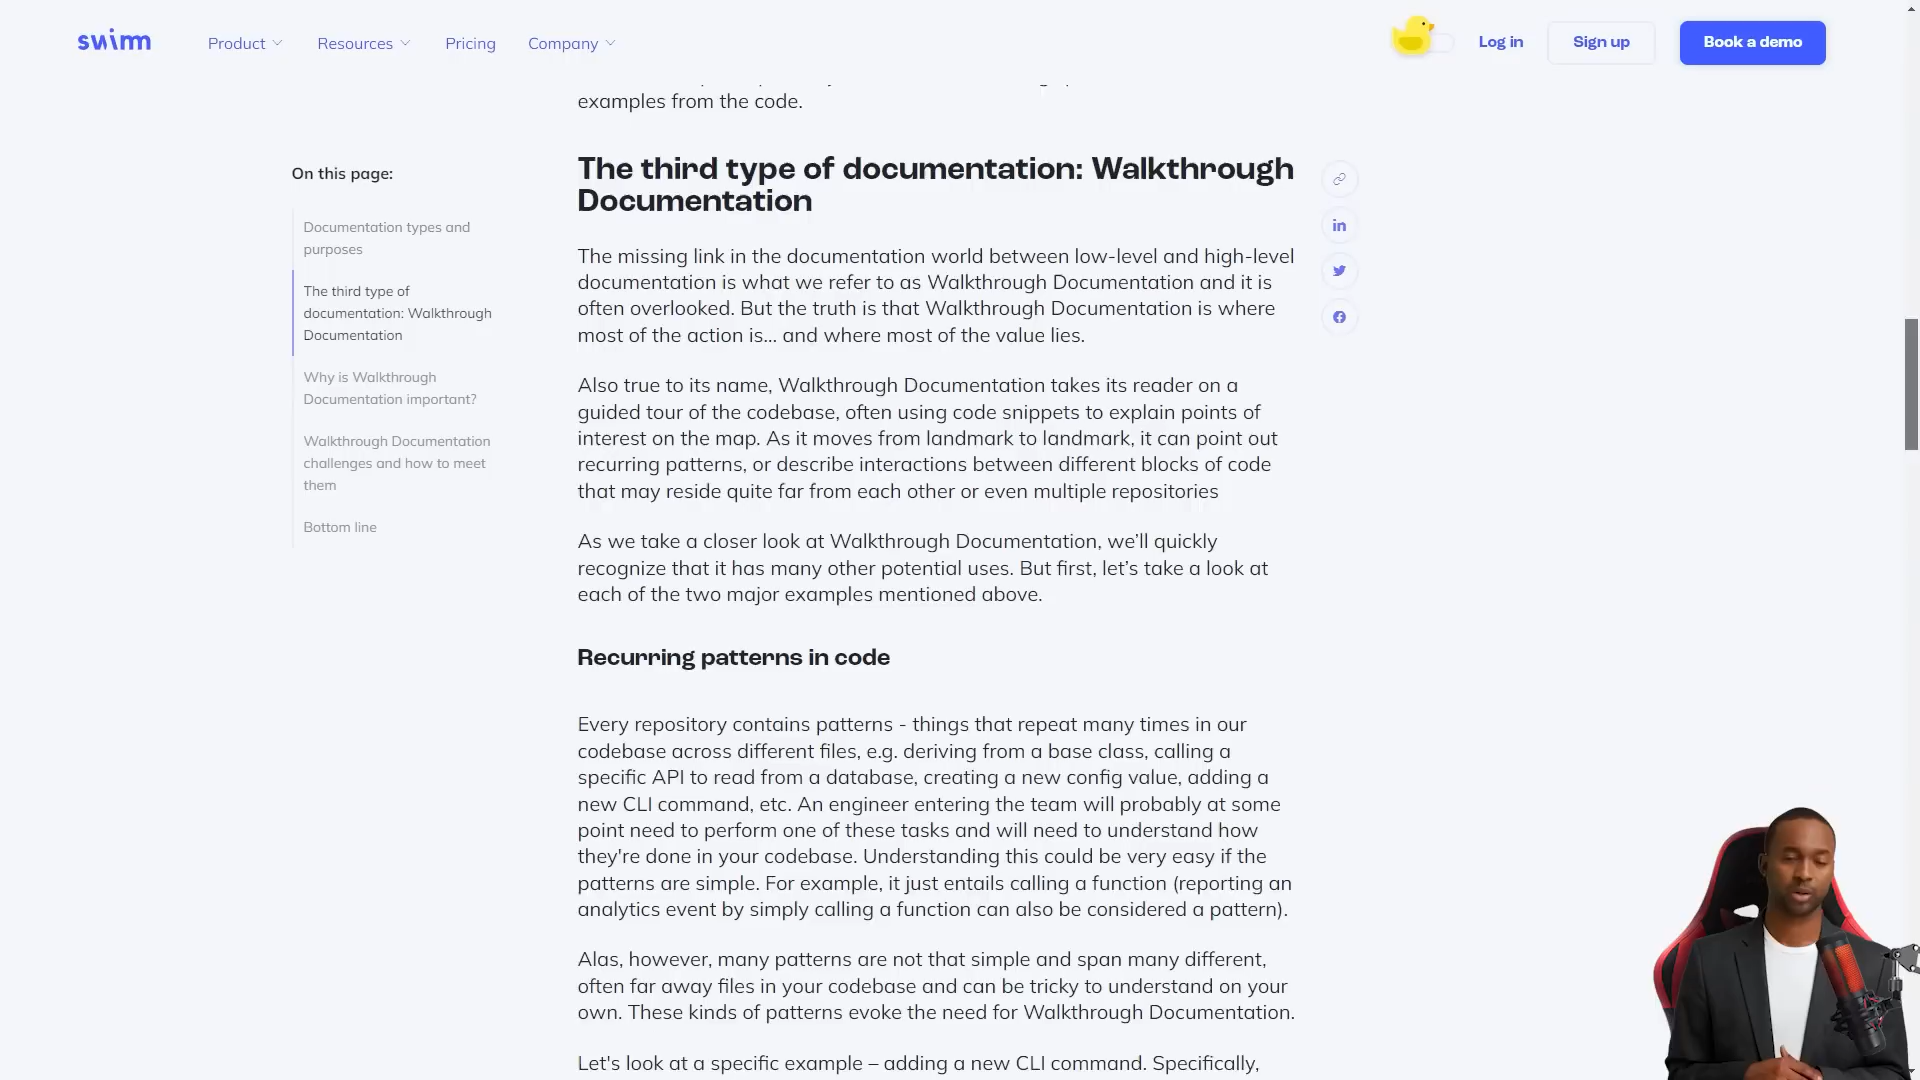 swimm
Product
Resources
Pricing
Company
Log in
Sign up
Book a demo
examples from the code.
On this page:
Documentation types and
purposes
The third type of
documentation: Walkthrough
Documentation
Why is Walkthrough
Documentation important?
Walkthrough Documentation
challenges and how to meet
them
Bottom line
The third type of documentation: Walkthrough
Documentation
The missing link in the documentation world between low-level and high-level
documentation is what we refer to as Walkthrough Documentation and it is
often overlooked. But the truth is that Walkthrough Documentation is where
most of the action is... and where most of the value lies.
Also true to its name, Walkthrough Documentation takes its reader on a
guided tour of the codebase, often using code snippets to explain points of
interest on the map. As it moves from landmark to landmark, it can point out
recurring patterns, or describe interactions between different blocks of code
that may reside quite far from each other or even multiple repositories
As we take a closer look at Walkthrough Documentation, we’ll quickly
recognize that it has many other potential uses. But first, let’s take a look at
each of the two major examples mentioned above.
Recurring patterns in code
Every repository contains patterns - things that repeat many times in our
codebase across different files, e.g. deriving from a base class, calling a
specific API to read from a database, creating a new config value, adding a
new CLI command, etc. An engineer entering the team will probably at some
point need to perform one of these tasks and will need to understand how
they're done in your codebase. Understanding this could be very easy if the
patterns are simple. For example, it just entails calling a function (reporting an
analytics event by simply calling a function can also be considered a pattern).
Alas, however, many patterns are not that simple and span many different,
often far away files in your codebase and can be tricky to understand on your
own. These kinds of patterns evoke the need for Walkthrough Documentation.
Let's look at a specific example – adding a new CLI command. Specifically,